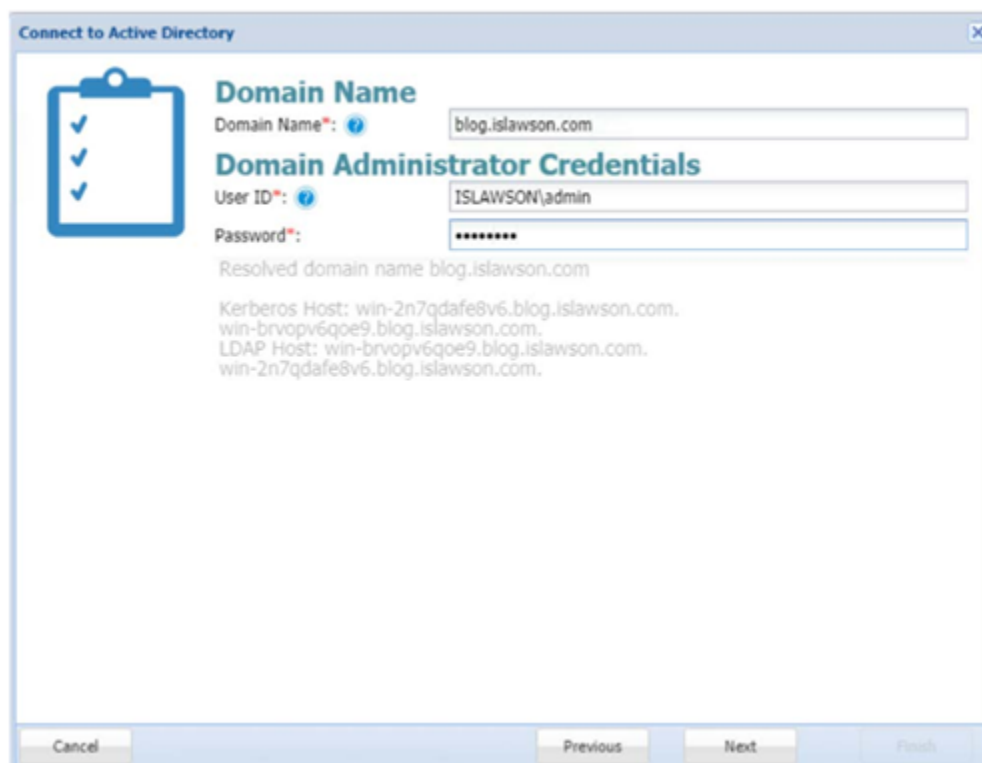 Connect to Active Directory
Domain Name
Domain Name*: blog.islawson.com
Domain Administrator Credentials
User ID*: ISLAWSON\admin
Password*: ••••••••
Resolved domain name blog.islawson.com
Kerberos Host: win-2n7qdafe8v6.blog.islawson.com.
win-brvopv6qoe9.blog.islawson.com.
LDAP Host: win-brvopv6qoe9.blog.islawson.com.
win-2n7qdafe8v6.blog.islawson.com.
Cancel Previous Next Finish